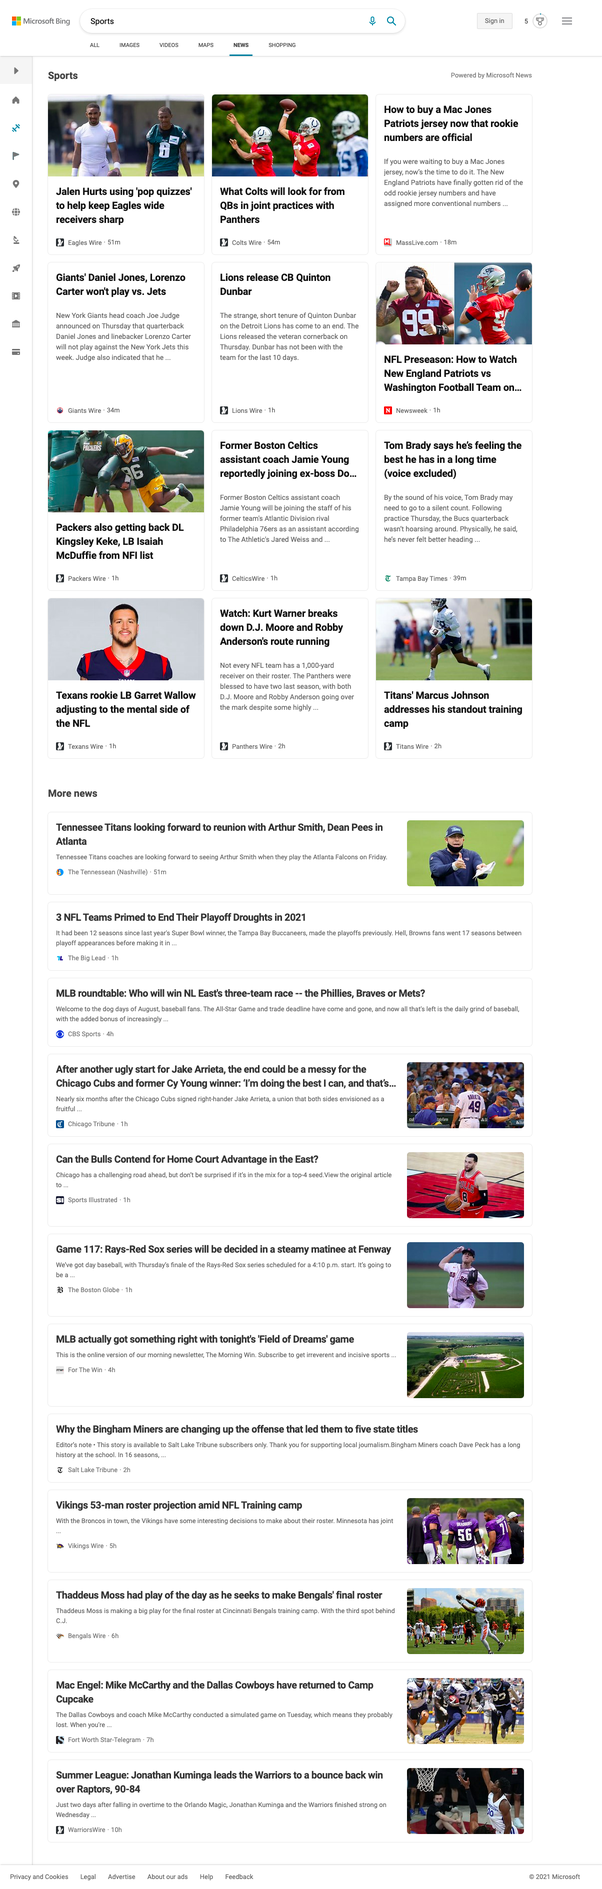 Microsoft Bing
Sports
Sign in
5
ALL
IMAGES
VIDEOS
MAPS
NEWS
SHOPPING
Sports
Powered by Microsoft News
Jalen Hurts using 'pop quizzes'
to help keep Eagles wide
receivers sharp
Eagles Wire · 51m
What Colts will look for from
QBs in joint practices with
Panthers
Colts Wire · 54m
How to buy a Mac Jones
Patriots jersey now that rookie
numbers are official
If you were waiting to buy a Mac Jones
jersey, now's the time to do it. The New
England Patriots have finally gotten rid of the
odd rookie jersey numbers and have
assigned more conventional numbers ...
MassLive.com · 18m
Giants' Daniel Jones, Lorenzo
Carter won't play vs. Jets
New York Giants head coach Joe Judge
announced on Thursday that quarterback
Daniel Jones and linebacker Lorenzo Carter
will not play against the New York Jets this
week. Judge also indicated that he ...
Giants Wire · 34m
Lions release CB Quinton
Dunbar
The strange, short tenure of Quinton Dunbar
on the Detroit Lions has come to an end. The
Lions released the veteran cornerback on
Thursday. Dunbar has not been with the
team for the last 10 days.
Lions Wire · 1h
99
NFL Preseason: How to Watch
New England Patriots vs
Washington Football Team on...
Newsweek · 1h
Packers also getting back DL
Kingsley Keke, LB Isaiah
McDuffie from NFI list
Packers Wire · 1h
Former Boston Celtics
assistant coach Jamie Young
reportedly joining ex-boss Do...
Former Boston Celtics assistant coach
Jamie Young will be joining the staff of his
former team's Atlantic Division rival
Philadelphia 76ers as an assistant according
to The Athletic's Jared Weiss and ...
CelticsWire · 1h
Tom Brady says he's feeling the
best he has in a long time
(voice excluded)
By the sound of his voice, Tom Brady may
need to go to a silent count. Following
practice Thursday, the Bucs quarterback
wasn't hoarsing around. Physically, he said,
he's never felt better heading ...
Tampa Bay Times · 39m
Texans rookie LB Garret Wallow
adjusting to the mental side of
the NFL
Texans Wire · 1h
Watch: Kurt Warner breaks
down D.J. Moore and Robby
Anderson's route running
Not every NFL team has a 1,000-yard
receiver on their roster. The Panthers were
blessed to have two last season, with both
D.J. Moore and Robby Anderson going over
the mark despite some highly ...
Panthers Wire · 2h
Titans' Marcus Johnson
addresses his standout training
camp
Titans Wire · 2h
More news
Tennessee Titans looking forward to reunion with Arthur Smith, Dean Pees in
Atlanta
Tennessee Titans coaches are looking forward to seeing Arthur Smith when they play the Atlanta Falcons on Friday.
The Tennessean (Nashville) · 51m
3 NFL Teams Primed to End Their Playoff Droughts in 2021
It had been 12 seasons since last year's Super Bowl winner, the Tampa Bay Buccaneers, made the playoffs previously. Hell, Browns fans went 17 seasons between
playoff appearances before making it in ...
The Big Lead · 1h
MLB roundtable: Who will win NL East's three-team race -- the Phillies, Braves or Mets?
Welcome to the dog days of August, baseball fans. The All-Star Game and trade deadline have come and gone, and now all that's left is the daily grind of baseball,
with the added bonus of increasingly ...
CBS Sports · 4h
After another ugly start for Jake Arrieta, the end could be a messy for the
Chicago Cubs and former Cy Young winner: 'I'm doing the best I can, and that's...
Nearly six months after the Chicago Cubs signed right-hander Jake Arrieta, a union that both sides envisioned as a
fruitful ...
Chicago Tribune · 1h
49
Can the Bulls Contend for Home Court Advantage in the East?
Chicago has a challenging road ahead, but don't be surprised if it's in the mix for a top-4 seed.View the original article
to ...
Sports Illustrated · 1h
8
Game 117: Rays-Red Sox series will be decided in a steamy matinee at Fenway
We've got day baseball, with Thursday's finale of the Rays-Red Sox series scheduled for a 4:10 p.m. start. It's going to
be a ...
The Boston Globe · 1h
MLB actually got something right with tonight's 'Field of Dreams' game
This is the online version of our morning newsletter, The Morning Win. Subscribe to get irreverent and incisive sports ...
For The Win · 4h
Why the Bingham Miners are changing up the offense that led them to five state titles
Editor's note • This story is available to Salt Lake Tribune subscribers only. Thank you for supporting local journalism.Bingham Miners coach Dave Peck has a long
history at the school. In 16 seasons, ...
Salt Lake Tribune · 2h
Vikings 53-man roster projection amid NFL Training camp
With the Broncos in town, the Vikings have some interesting decisions to make about their roster. Minnesota has joint
...
Vikings Wire · 5h
56
Thaddeus Moss had play of the day as he seeks to make Bengals' final roster
Thaddeus Moss is making a big play for the final roster at Cincinnati Bengals training camp. With the third spot behind
C.J.
Bengals Wire · 6h
Mac Engel: Mike McCarthy and the Dallas Cowboys have returned to Camp
Cupcake
The Dallas Cowboys and coach Mike McCarthy conducted a simulated game on Tuesday, which means they probably
lost. When you're ...
Fort Worth Star-Telegram · 7h
Summer League: Jonathan Kuminga leads the Warriors to a bounce back win
over Raptors, 90-84
Just two days after falling in overtime to the Orlando Magic, Jonathan Kuminga and the Warriors finished strong on
Wednesday ...
WarriorsWire · 10h
Privacy and Cookies
Legal
Advertise
About our ads
Help
Feedback
© 2021 Microsoft